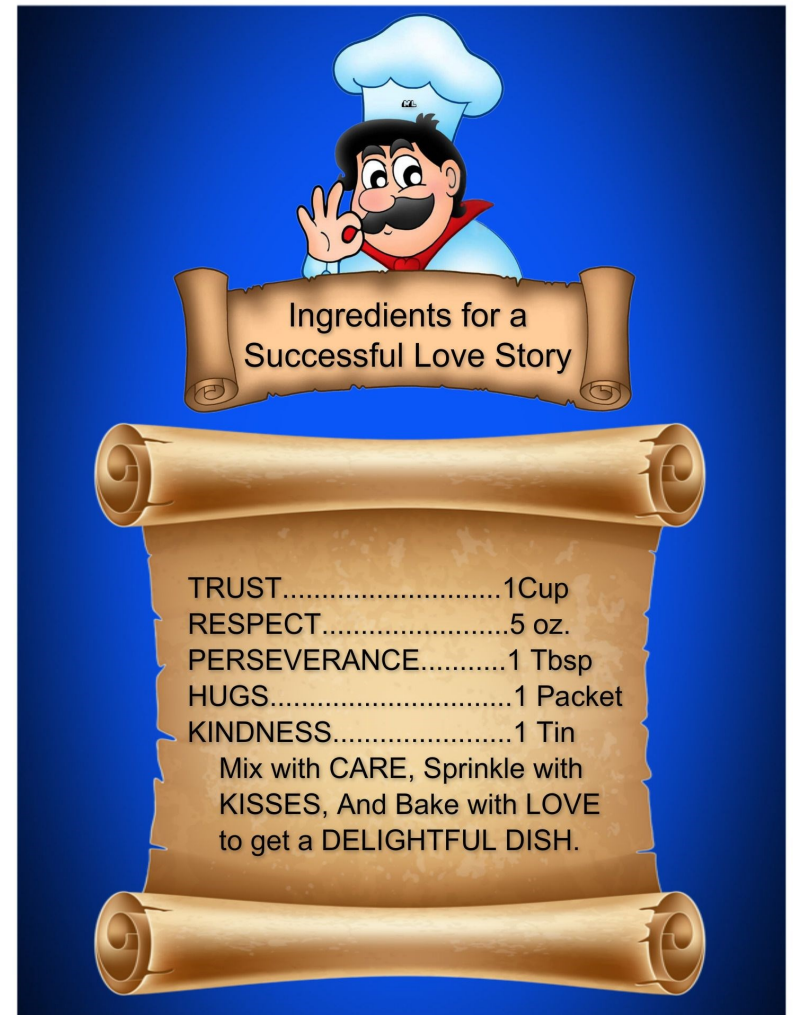 Ingredients for a
Successful Love Story
TRUST...........................1Cup
RESPECT.......................5 oz.
PERSEVERANCE...........1 Tbsp
HUGS..............................1 Packet
KINDNESS......................1 Tin
Mix with CARE, Sprinkle with
KISSES, And Bake with LOVE
to get a DELIGHTFUL DISH.